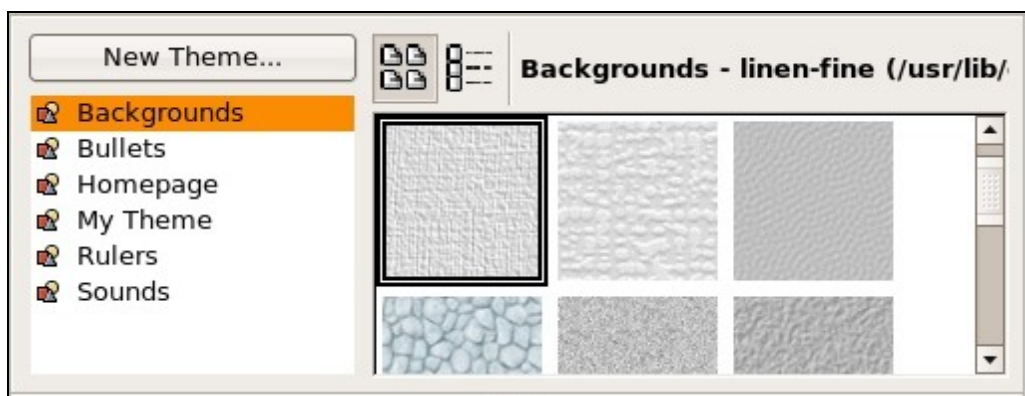 New Theme...
Backgrounds - linen-fine (/usr/lib/
Backgrounds
Bullets
Homepage
My Theme
Rulers
Sounds